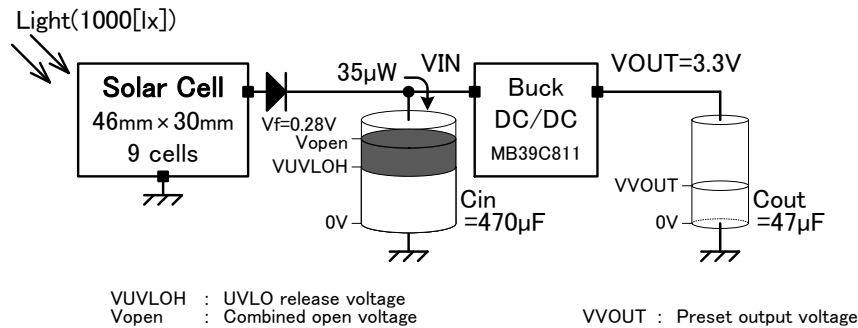 Light(1000[lx])
Solar Cell
46mm×30mm
9 cells
Vf=0.28V
35μW
VIN
Vopen
VUVLOH
0V
Cin
=470μF
Buck
DC/DC
MB39C811
VOUT=3.3V
VVOUT
0V
Cout
=47μF
VUVLOH : UVLO release voltage
Vopen : Combined open voltage
VVOUT : Preset output voltage